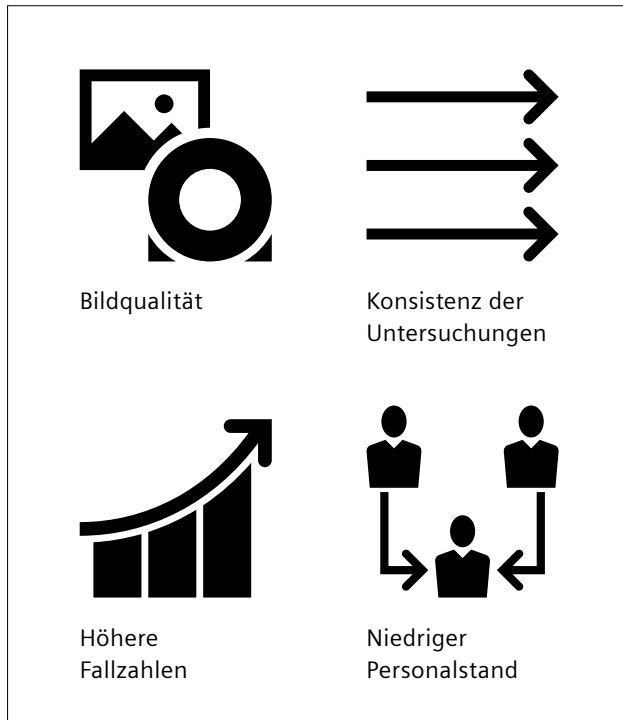 Bildqualität
Konsistenz der
Untersuchungen
Höhere
Fallzahlen
Niedriger
Personalstand